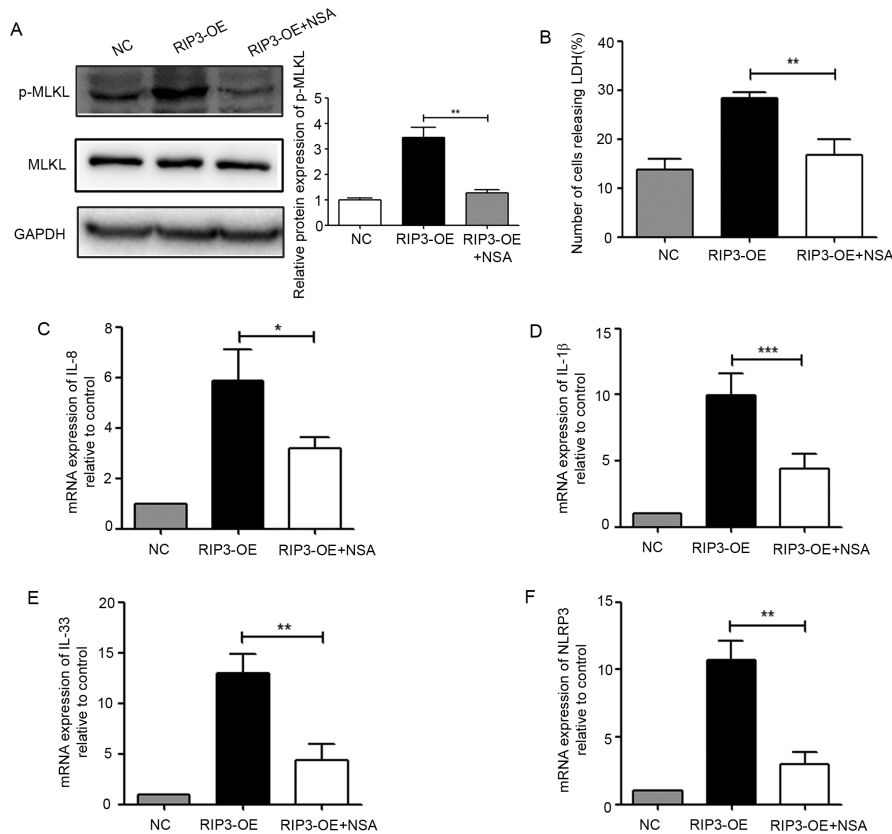 A
NC
RIP3-OE
RIP3-OE+NSA
p-MLKL
MLKL
GAPDH
Relative protein expression of p-MLKL
5
4
3
2
1
0
**
NC
RIP3-OE
RIP3-OE
+NSA
B
Number of cells releasing LDH(%)
40
30
20
10
0
**
NC
RIP3-OE
RIP3-OE+NSA
C
mRNA expression of IL-8
relative to control
8
6
4
2
0
*
NC
RIP3-OE
RIP3-OE+NSA
D
mRNA expression of IL-1β
relative to control
15
10
5
0
***
NC
RIP3-OE
RIP3-OE+NSA
E
mRNA expression of IL-33
relative to control
20
15
10
5
0
**
NC
RIP3-OE
RIP3-OE+NSA
F
mRNA expression of NLRP3
relative to control
15
10
5
0
**
NC
RIP3-OE
RIP3-OE+NSA